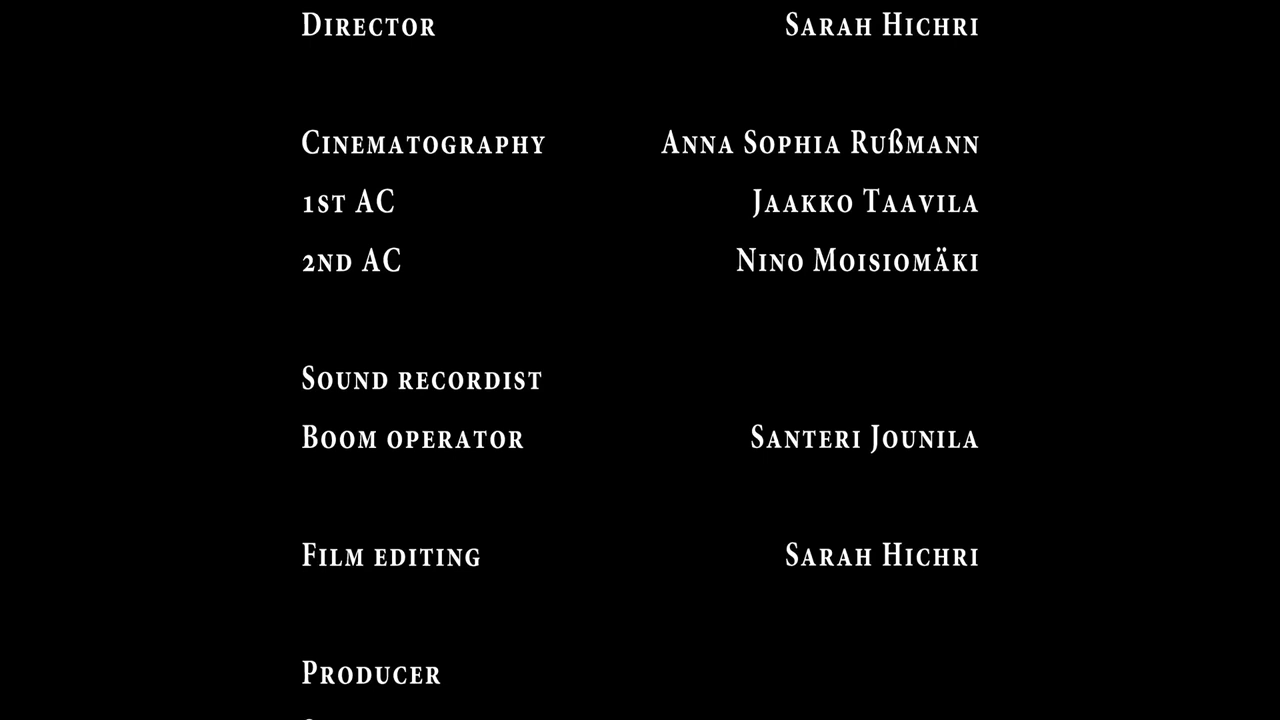 Director Sarah Hichri
Cinematography Anna Sophia Rußmann
1st AC Jaakko Taavila
2nd AC Nino Moisiomäki
Sound recordist
Boom operator Santeri Jounila
Film editing Sarah Hichri
Producer